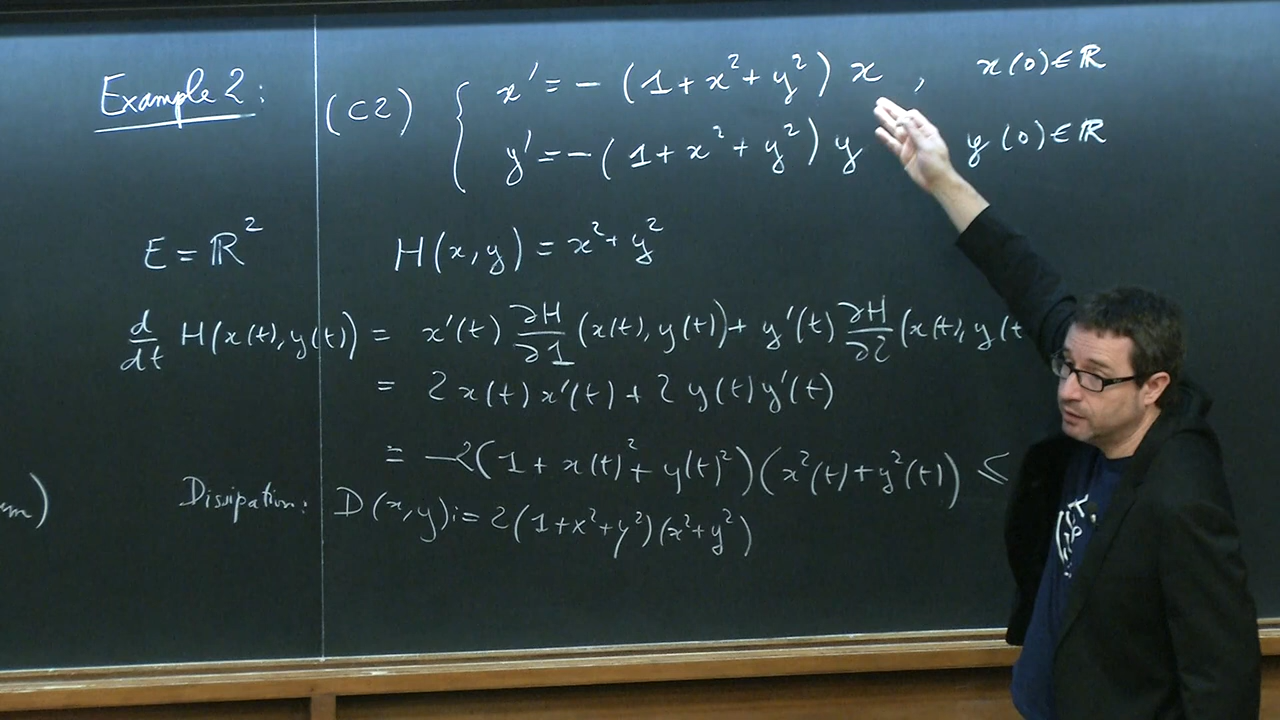 Example 2:
(C2) { x' = - (1 + x² + y²) x , x(0) ∈ ℝ
y' = - (1 + x² + y²) y y(0) ∈ ℝ
E = ℝ² H(x,y) = x² + y²
d/dt H(x(t), y(t)) = x'(t) ∂H/∂1 (x(t), y(t)) + y'(t) ∂H/∂2 (x(t), y(t
= 2 x(t) x'(t) + 2 y(t) y'(t)
= -2 (1 + x(t)² + y(t)²) (x²(t) + y²(t)) ≤
Dissipation: D(x,y) := 2 (1 + x² + y²) (x² + y²)